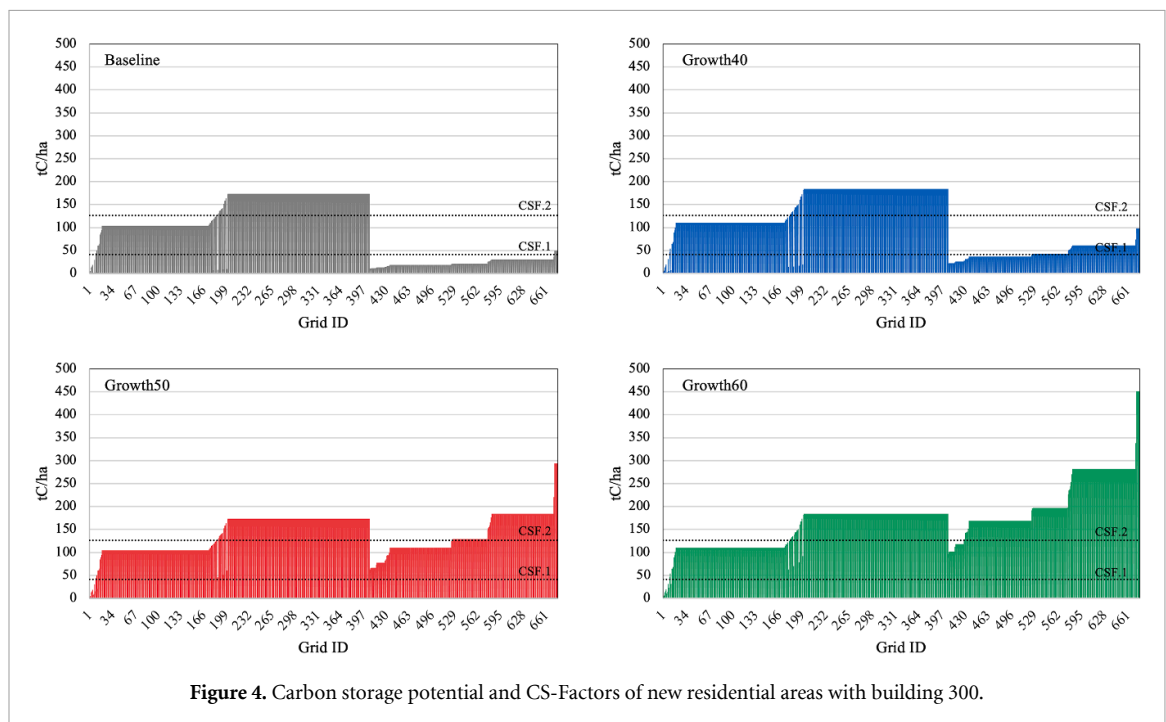 Baseline
500
450
400
350
300
250
200
150
100
50
0
tC/ha
CSF.2
CSF.1
1 34 67 100 133 166 199 232 265 298 331 364 397 430 463 496 529 562 595 628 661
Grid ID
Growth40
500
450
400
350
300
250
200
150
100
50
0
tC/ha
CSF.2
CSF.1
1 34 67 100 133 166 199 232 265 298 331 364 397 430 463 496 529 562 595 628 661
Grid ID
Growth50
500
450
400
350
300
250
200
150
100
50
0
tC/ha
CSF.2
CSF.1
1 34 67 100 133 166 199 232 265 298 331 364 397 430 463 496 529 562 595 628 661
Grid ID
Growth60
500
450
400
350
300
250
200
150
100
50
0
tC/ha
CSF.2
CSF.1
1 34 67 100 133 166 199 232 265 298 331 364 397 430 463 496 529 562 595 628 661
Grid ID
Figure 4. Carbon storage potential and CS-Factors of new residential areas with building 300.